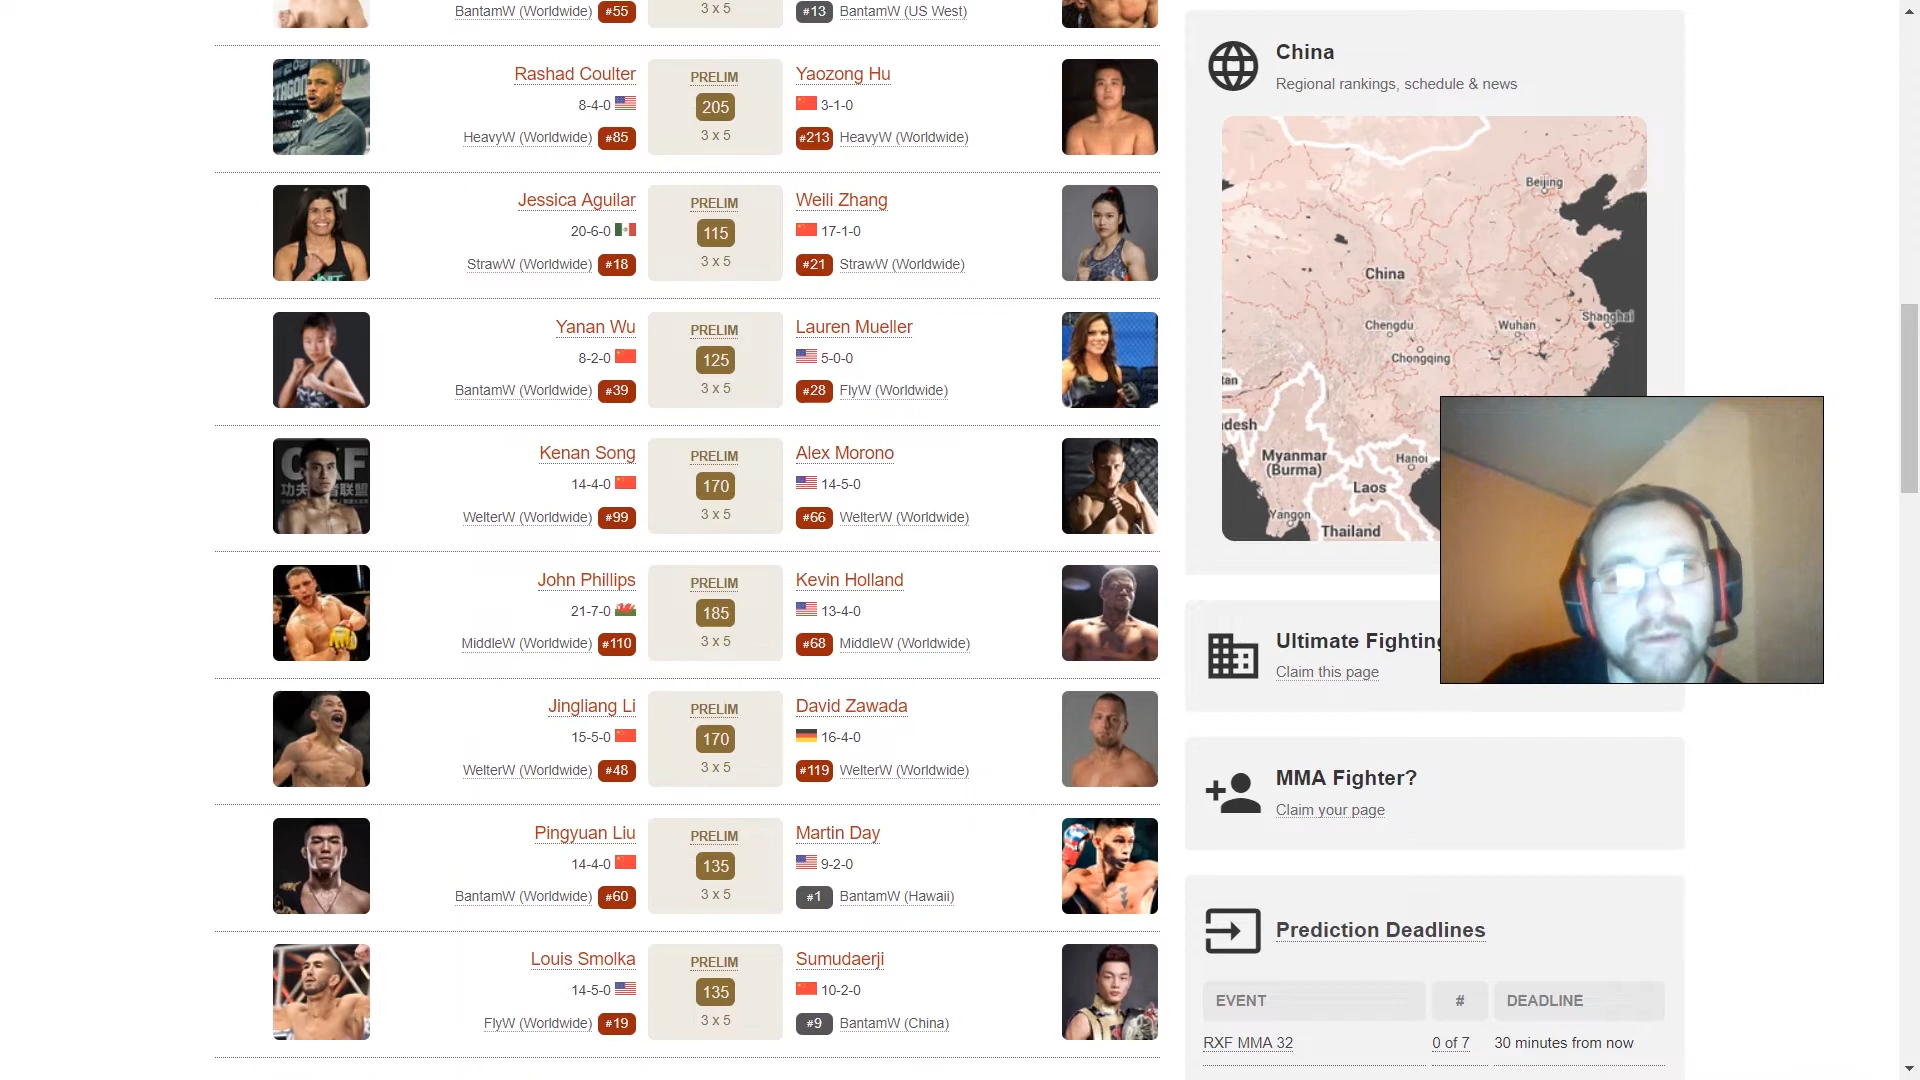 BantamW (Worldwide) #55
3 x 5
#13 BantamW (US West)
Rashad Coulter
8-4-0
HeavyW (Worldwide) #85
PRELIM
205
3 x 5
Yaozong Hu
3-1-0
#213 HeavyW (Worldwide)
Jessica Aguilar
20-6-0
StrawW (Worldwide) #18
PRELIM
115
3 x 5
Weili Zhang
17-1-0
#21 StrawW (Worldwide)
Yanan Wu
8-2-0
BantamW (Worldwide) #39
PRELIM
125
3 x 5
Lauren Mueller
5-0-0
#28 FlyW (Worldwide)
Kenan Song
14-4-0
WelterW (Worldwide) #99
PRELIM
170
3 x 5
Alex Morono
14-5-0
#66 WelterW (Worldwide)
John Phillips
21-7-0
MiddleW (Worldwide) #110
PRELIM
185
3 x 5
Kevin Holland
13-4-0
#68 MiddleW (Worldwide)
Jingliang Li
15-5-0
WelterW (Worldwide) #48
PRELIM
170
3 x 5
David Zawada
16-4-0
#119 WelterW (Worldwide)
Pingyuan Liu
14-4-0
BantamW (Worldwide) #60
PRELIM
135
3 x 5
Martin Day
9-2-0
#1 BantamW (Hawaii)
Louis Smolka
14-5-0
FlyW (Worldwide) #19
PRELIM
135
3 x 5
Sumudaerji
10-2-0
#9 BantamW (China)
China
Regional rankings, schedule & news
Beijing
China
Chengdu
Wuhan
Shanghai
Chongqing
Myanmar
(Burma)
Hanoi
Laos
Yangon
Thailand
Ultimate Fighting
Claim this page
MMA Fighter?
Claim your page
Prediction Deadlines
EVENT # DEADLINE
RXF MMA 32 0 of 7 30 minutes from now